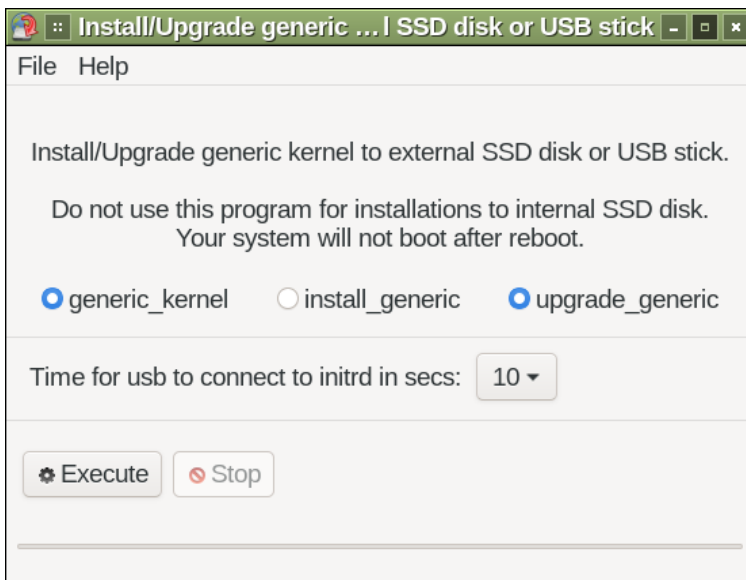 Install/Upgrade generic …l SSD disk or USB stick
File Help
Install/Upgrade generic kernel to external SSD disk or USB stick.
Do not use this program for installations to internal SSD disk.
Your system will not boot after reboot.
generic_kernel install_generic upgrade_generic
Time for usb to connect to initrd in secs: 10
Execute Stop